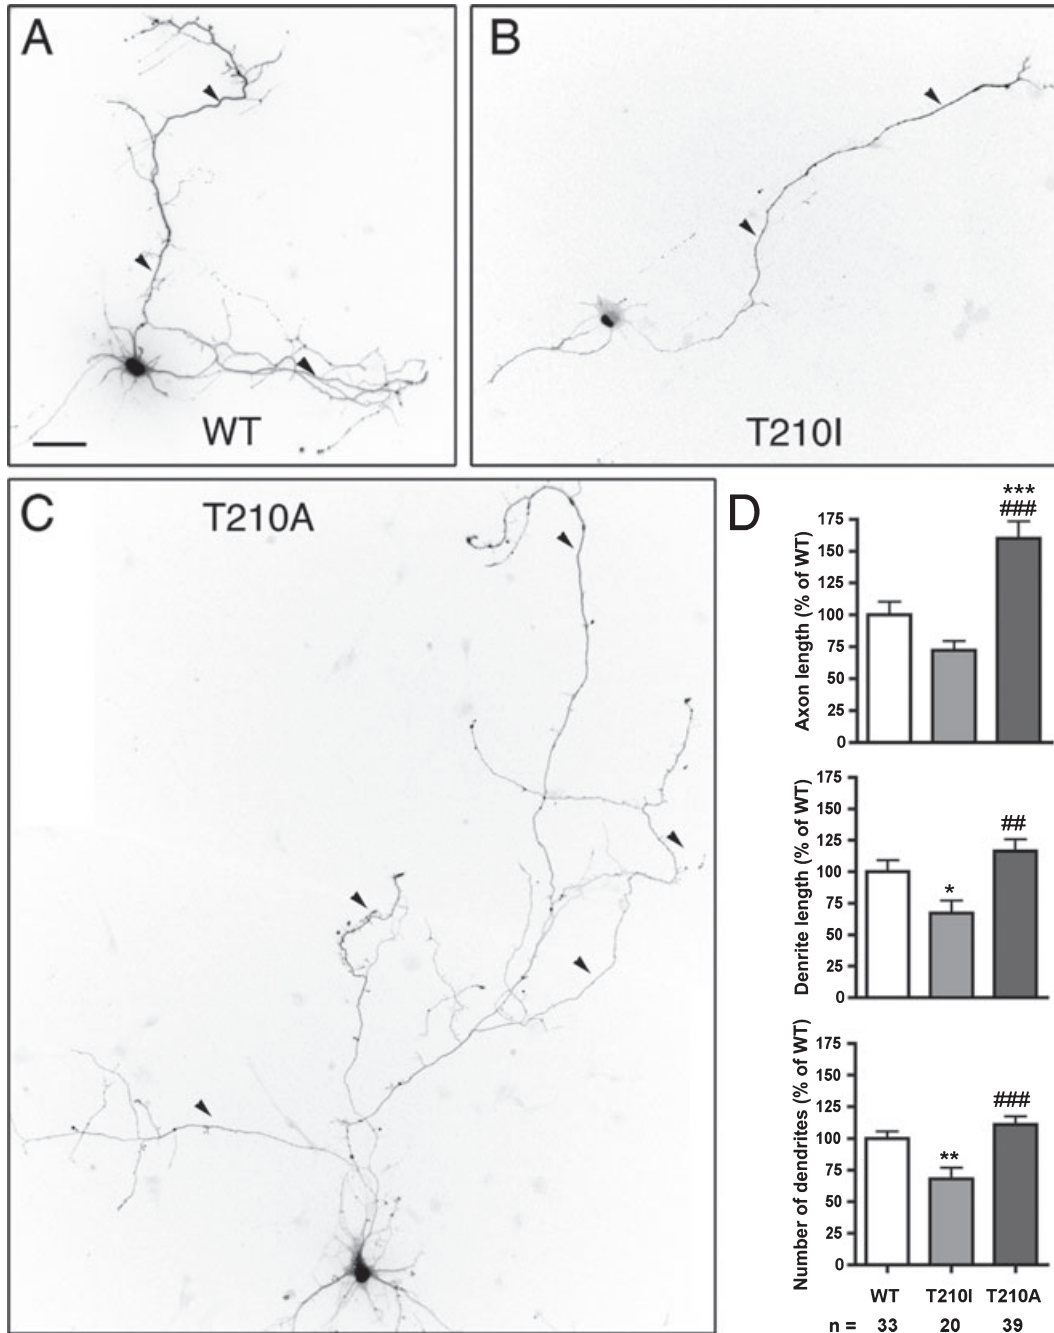 A
WT
B
T210I
C
T210A
D
***
###
Axon length (% of WT)
175
150
125
100
75
50
25
0
##
*
Denrite length (% of WT)
175
150
125
100
75
50
25
0
###
**
Number of dendrites (% of WT)
175
150
125
100
75
50
25
0
WT T210I T210A
n = 33 20 39